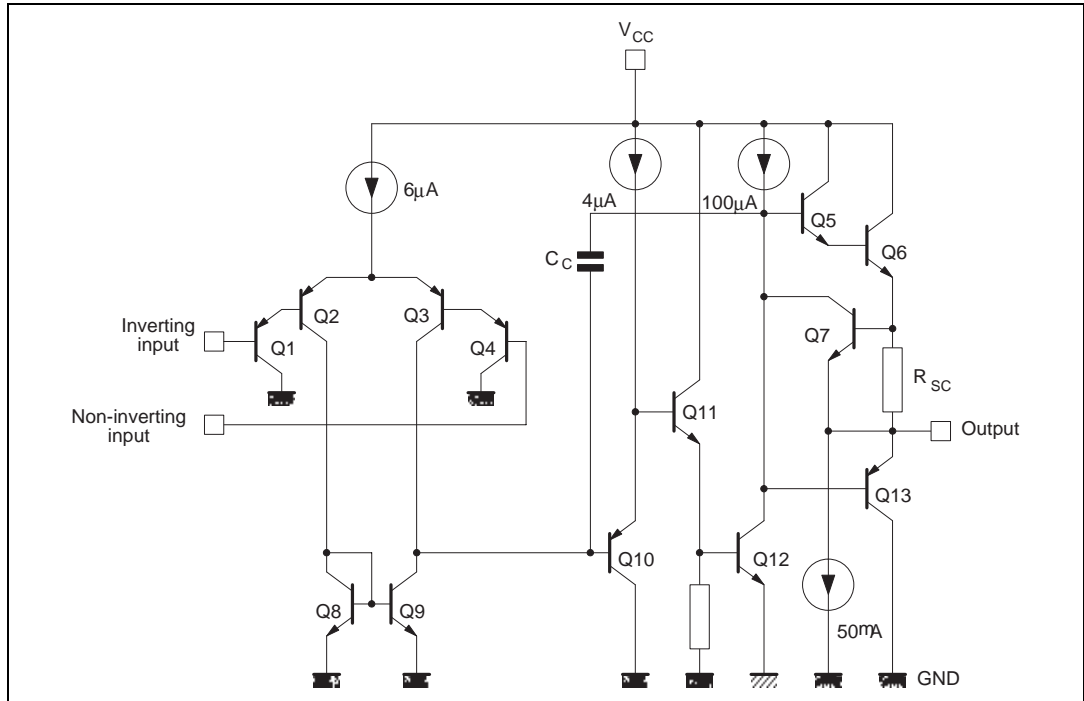 V CC
6µA
4µA
100µA
Q5
Q6
C C
Q2
Q3
Inverting
input
Q1
Q4
Q7
R SC
Non-inverting
input
Q11
Output
Q13
Q10
Q12
Q8
Q9
50mA
GND